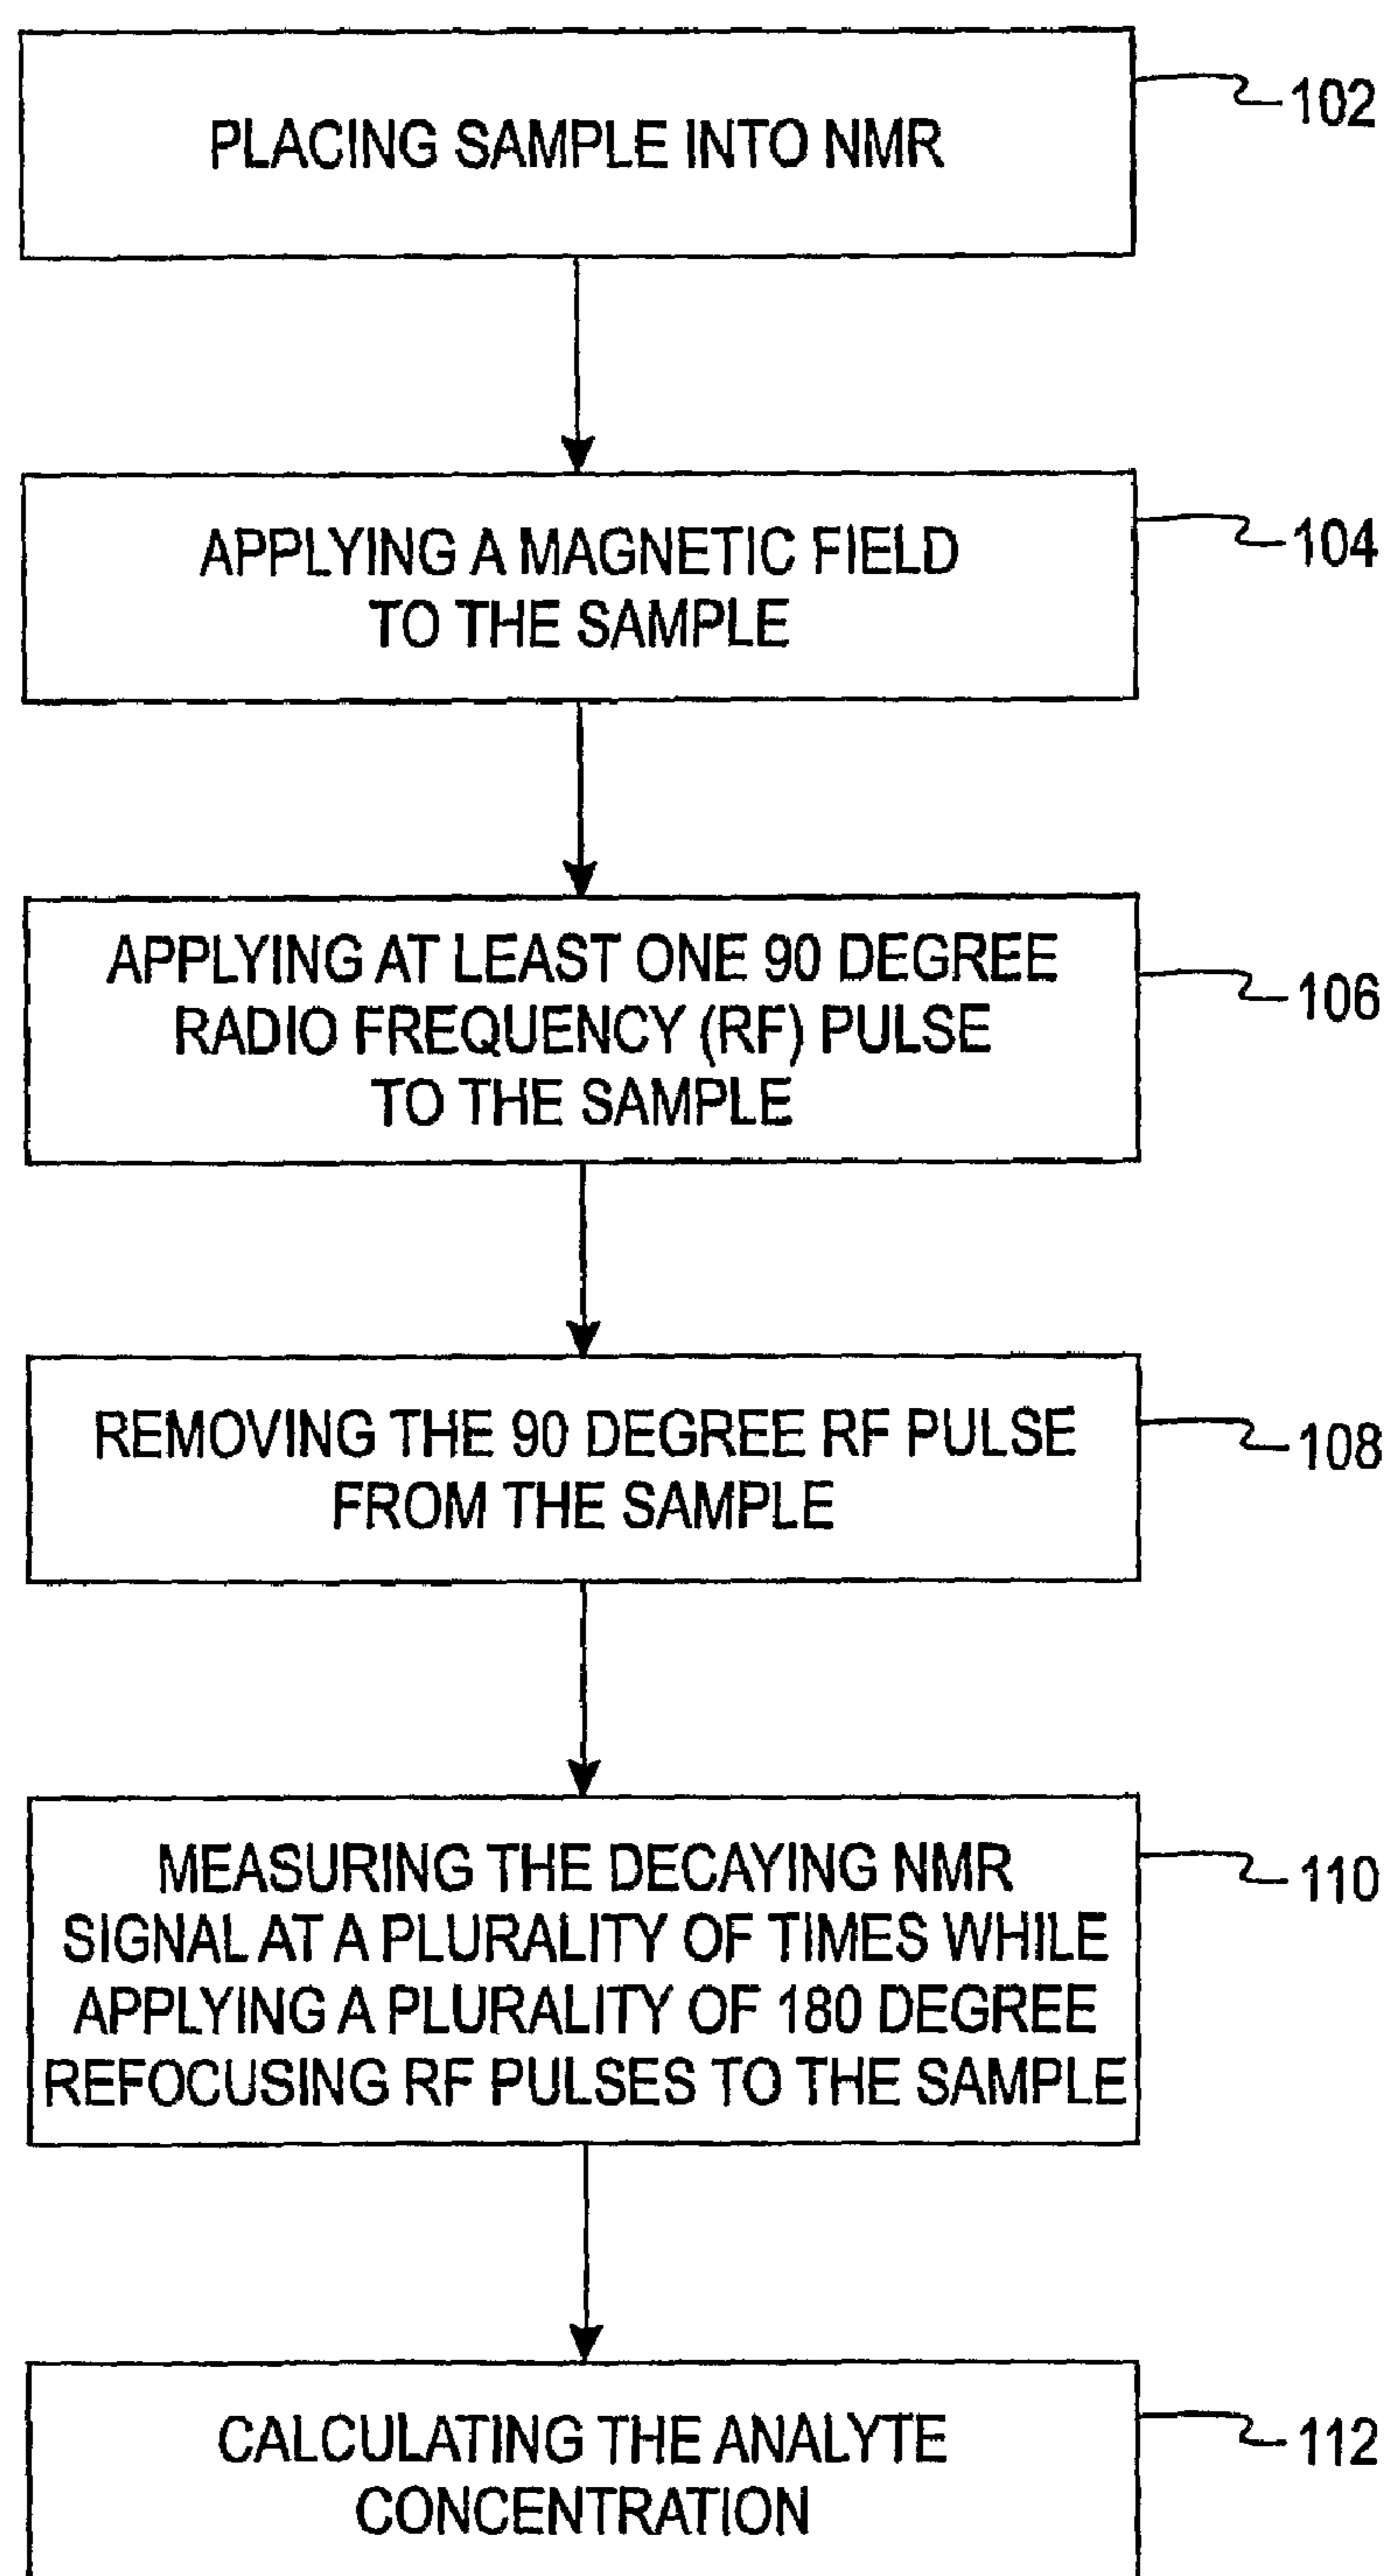 PLACING SAMPLE INTO NMR
102
APPLYING A MAGNETIC FIELD
TO THE SAMPLE
104
APPLYING AT LEAST ONE 90 DEGREE
RADIO FREQUENCY (RF) PULSE
TO THE SAMPLE
106
REMOVING THE 90 DEGREE RF PULSE
FROM THE SAMPLE
108
MEASURING THE DECAYING NMR
SIGNAL AT A PLURALITY OF TIMES WHILE
APPLYING A PLURALITY OF 180 DEGREE
REFOCUSING RF PULSES TO THE SAMPLE
110
CALCULATING THE ANALYTE
CONCENTRATION
112